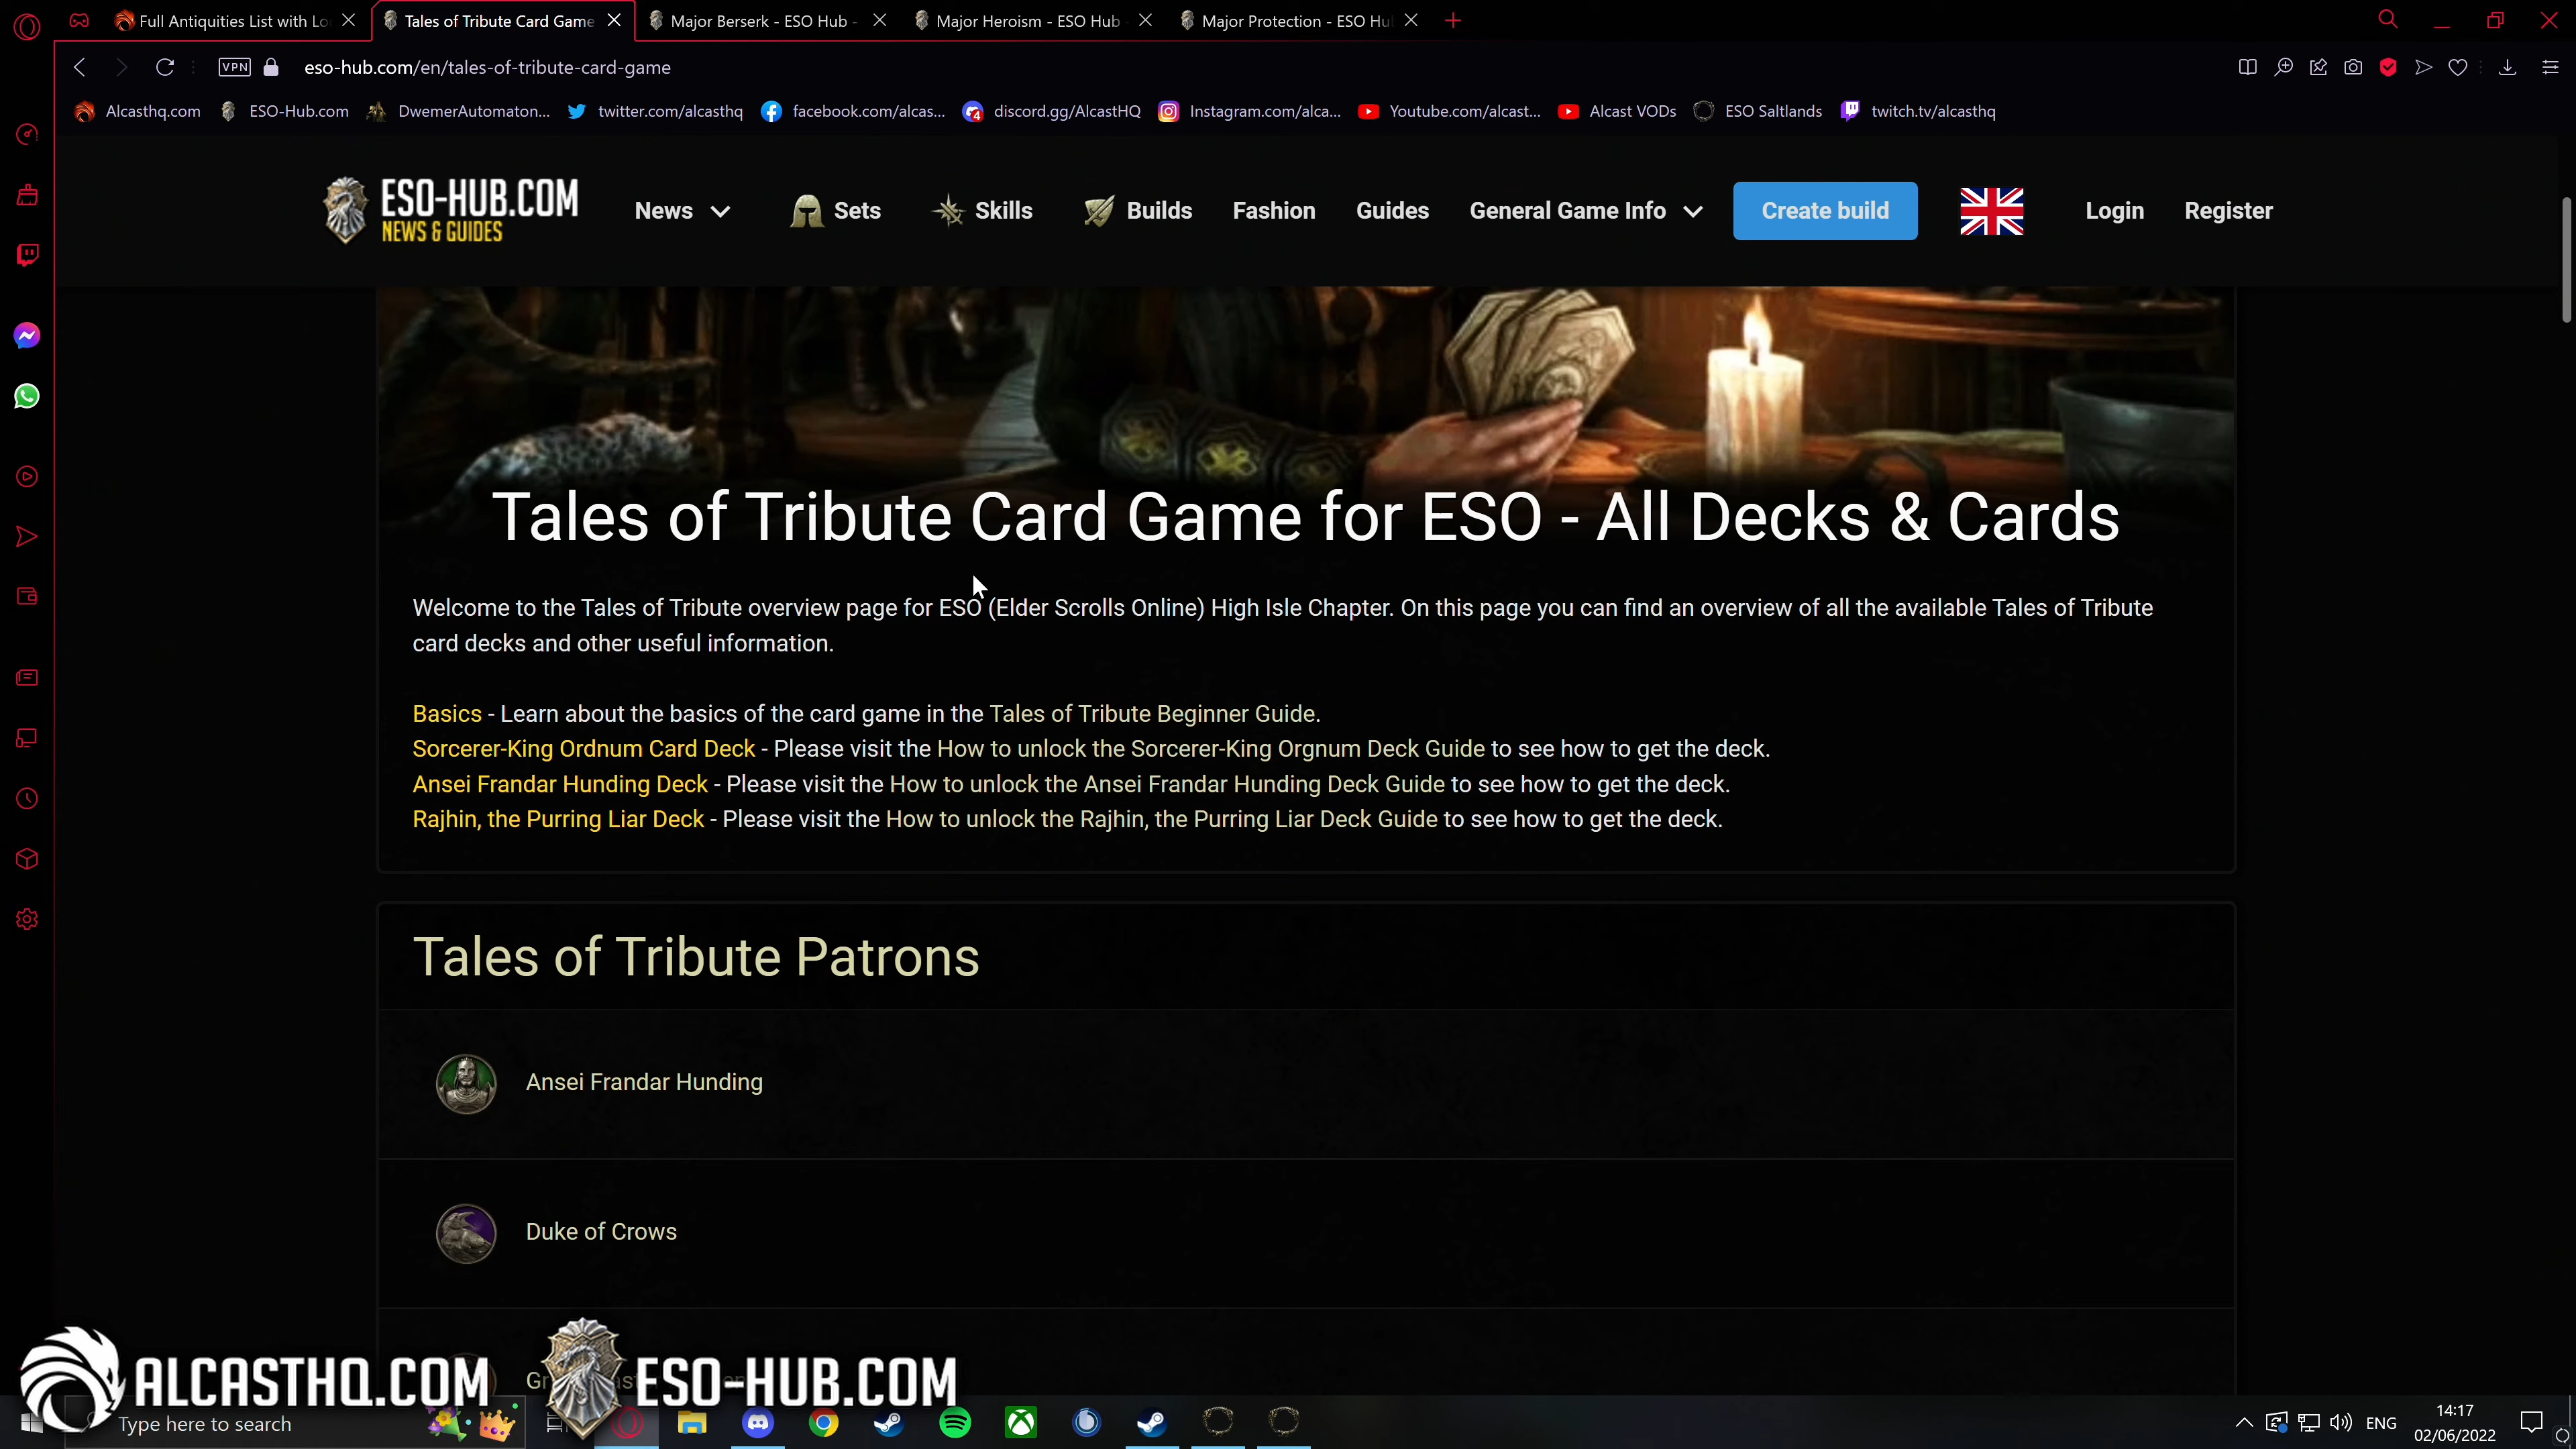 Full Antiquities List with Lo
Tales of Tribute Card Game
Major Berserk - ESO Hub -
Major Heroism - ESO Hub
Major Protection - ESO Hu
VPN
eso-hub.com/en/tales-of-tribute-card-game
Alcasthq.com
ESO-Hub.com
DwemerAutomaton...
twitter.com/alcasthq
facebook.com/alcas...
discord.gg/AlcastHQ
Instagram.com/alca...
Youtube.com/alcast...
Alcast VODs
ESO Saltlands
twitch.tv/alcasthq
ESO-HUB.COM
NEWS & GUIDES
News
Sets
Skills
Builds
Fashion
Guides
General Game Info
Create build
Login
Register
Tales of Tribute Card Game for ESO - All Decks & Cards
Welcome to the Tales of Tribute overview page for ESO (Elder Scrolls Online) High Isle Chapter. On this page you can find an overview of all the available Tales of Tribute
card decks and other useful information.
Basics - Learn about the basics of the card game in the Tales of Tribute Beginner Guide.
Sorcerer-King Ordnum Card Deck - Please visit the How to unlock the Sorcerer-King Orgnum Deck Guide to see how to get the deck.
Ansei Frandar Hunding Deck - Please visit the How to unlock the Ansei Frandar Hunding Deck Guide to see how to get the deck.
Rajhin, the Purring Liar Deck - Please visit the How to unlock the Rajhin, the Purring Liar Deck Guide to see how to get the deck.
Tales of Tribute Patrons
Ansei Frandar Hunding
Duke of Crows
ALCASTHQ.COM
ESO-HUB.COM
Type here to search
ENG
14:17
02/06/2022